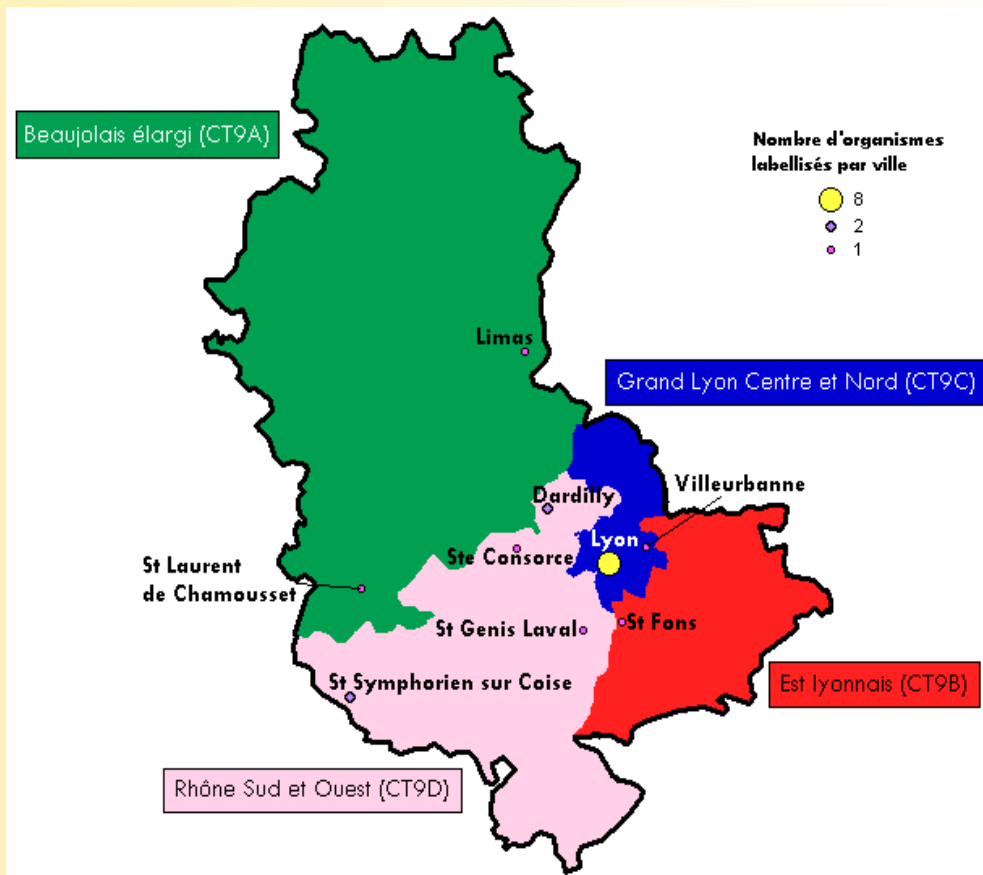 Beaujolais élargi (CT9A)
Nombre d'organismes
labellisés par ville
8
2
1
Limas
Grand Lyon Centre et Nord (CT9C)
Villeurbanne
Dardilly
Lyon
Ste Consorce
St Laurent
de Chamousset
St Genis Laval
St Fons
St Symphorien sur Coise
Est lyonnais (CT9B)
Rhône Sud et Ouest (CT9D)